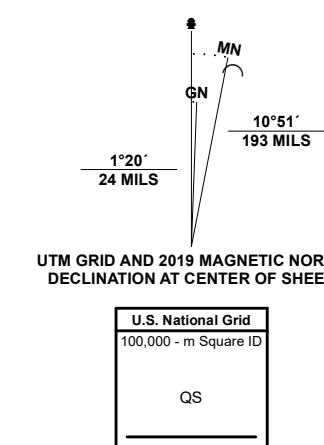 MN
GN
10°51´
193 MILS
1°20´
24 MILS
UTM GRID AND 2019 MAGNETIC NOR
DECLINATION AT CENTER OF SHEE
U.S. National Grid
100,000 - m Square ID
QS